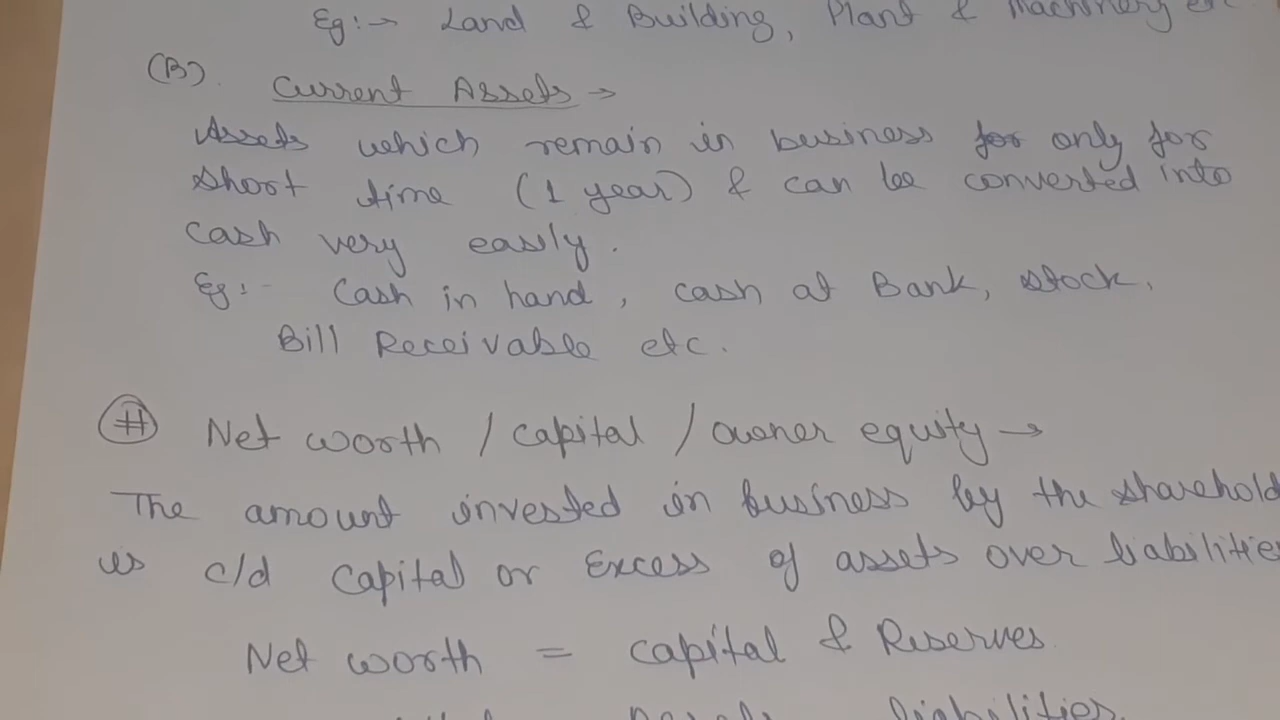 Eg:→ Land & Building, Plant & Machinery etc
(B). Current Assets →
Assets which remain in business for only for
short time (1 year) & can be converted into
cash very easily.
Eg:- Cash in hand, cash at Bank, stock,
Bill Receivable etc.
# Net worth / capital / owner equity →
The amount invested in business by the sharehold
is c/d capital or Excess of assets over liabilities
Net worth = capital & Reserves.
liabilities.